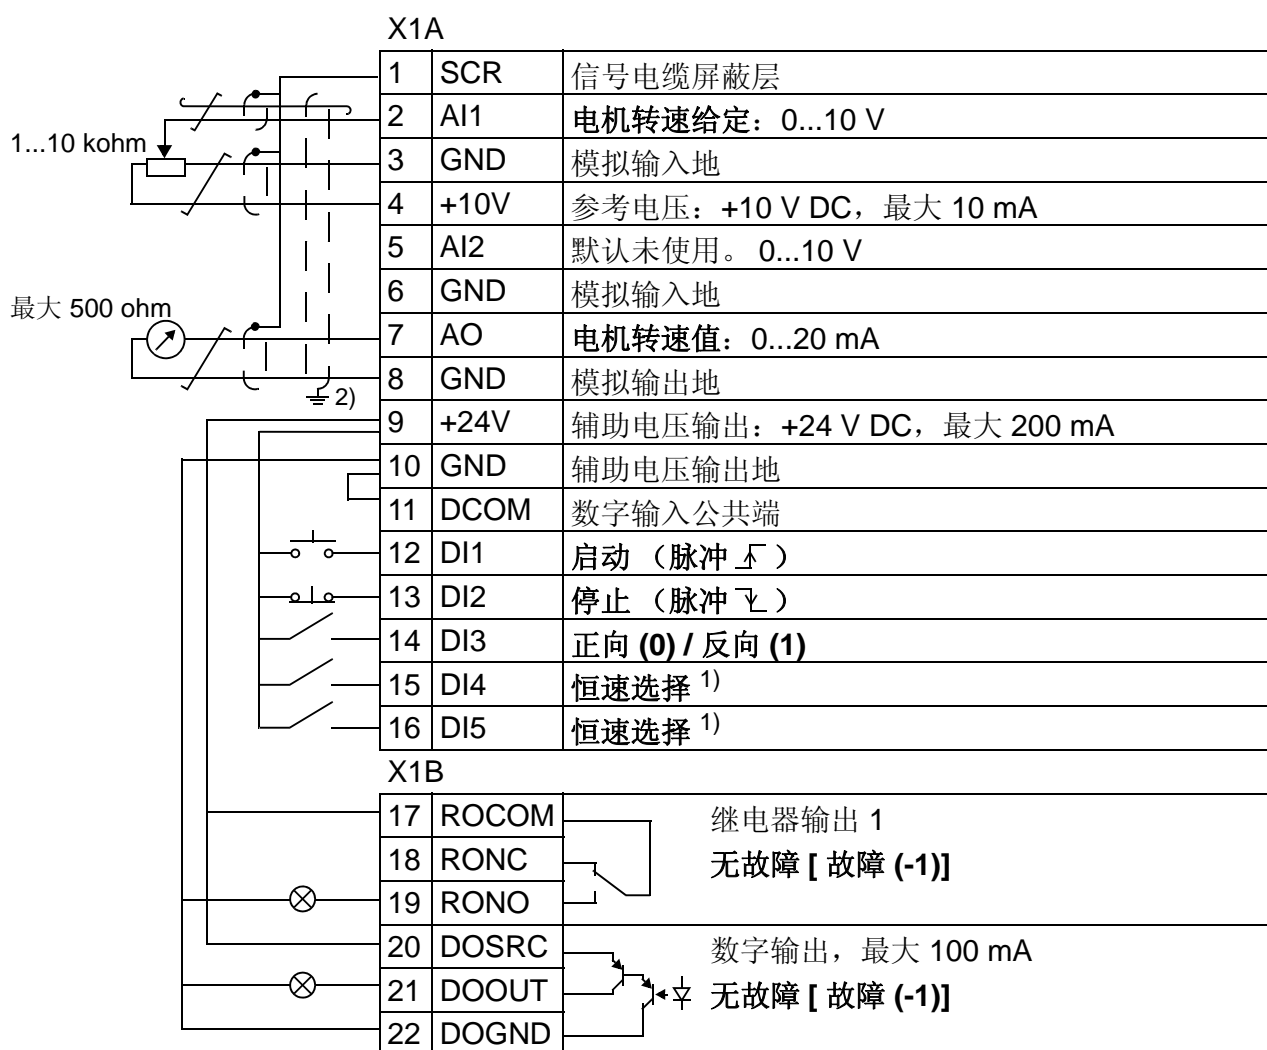 X1A
1 SCR 信号电缆屏蔽层
2 AI1 电机转速给定：0...10 V
1...10 kohm
3 GND 模拟输入地
4 +10V 参考电压：+10 V DC，最大 10 mA
5 AI2 默认未使用。 0...10 V
6 GND 模拟输入地
最大 500 ohm
7 AO 电机转速值：0...20 mA
8 GND 模拟输出地
2)
9 +24V 辅助电压输出：+24 V DC，最大 200 mA
10 GND 辅助电压输出地
11 DCOM 数字输入公共端
12 DI1 启动 （脉冲 ）
13 DI2 停止 （脉冲 ）
14 DI3 正向 (0) / 反向 (1)
15 DI4 恒速选择 1)
16 DI5 恒速选择 1)
X1B
17 ROCOM 继电器输出 1
18 RONC 无故障 [ 故障 (-1)]
19 RONO
20 DOSRC 数字输出，最大 100 mA
21 DOOUT 无故障 [ 故障 (-1)]
22 DOGND